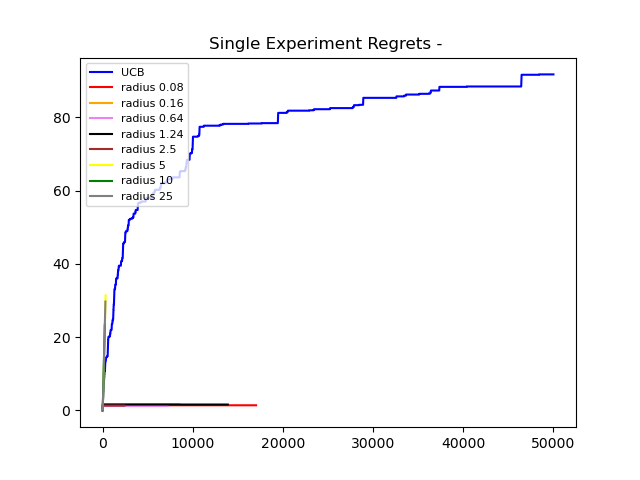 Single Experiment Regrets -
UCB
radius 0.08
radius 0.16
radius 0.64
radius 1.24
radius 2.5
radius 5
radius 10
radius 25
80
60
40
20
0
0 10000 20000 30000 40000 50000